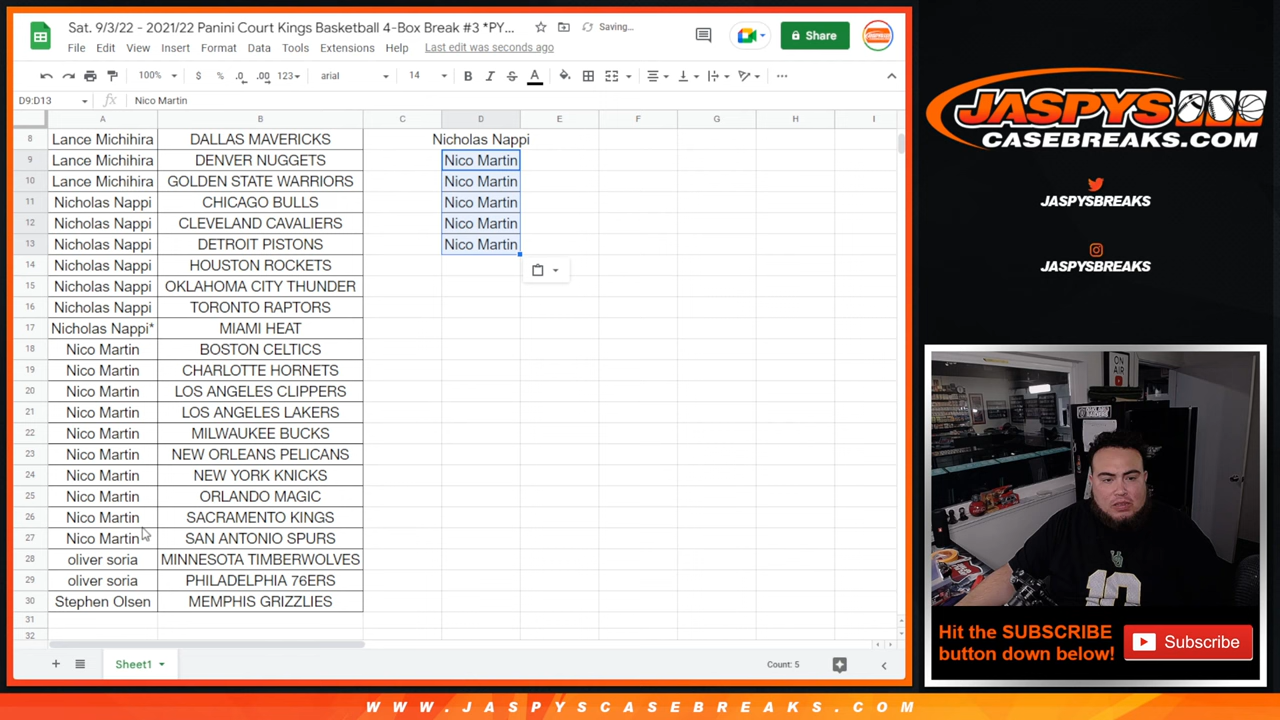 Sat. 9/3/22 - 2021/22 Panini Court Kings Basketball 4-Box Break #3 *PY...
Saving...
File Edit View Insert Format Data Tools Extensions Help Last edit was seconds ago
Share
100% $ % .0 .00 123 arial 14 B I S A
D9:D13 fx Nico Martin
A B C D E F G H I
8 Lance Michihira DALLAS MAVERICKS Nicholas Nappi
9 Lance Michihira DENVER NUGGETS Nico Martin
10 Lance Michihira GOLDEN STATE WARRIORS Nico Martin
11 Nicholas Nappi CHICAGO BULLS Nico Martin
12 Nicholas Nappi CLEVELAND CAVALIERS Nico Martin
13 Nicholas Nappi DETROIT PISTONS Nico Martin
14 Nicholas Nappi HOUSTON ROCKETS
15 Nicholas Nappi OKLAHOMA CITY THUNDER
16 Nicholas Nappi TORONTO RAPTORS
17 Nicholas Nappi* MIAMI HEAT
18 Nico Martin BOSTON CELTICS
19 Nico Martin CHARLOTTE HORNETS
20 Nico Martin LOS ANGELES CLIPPERS
21 Nico Martin LOS ANGELES LAKERS
22 Nico Martin MILWAUKEE BUCKS
23 Nico Martin NEW ORLEANS PELICANS
24 Nico Martin NEW YORK KNICKS
25 Nico Martin ORLANDO MAGIC
26 Nico Martin SACRAMENTO KINGS
27 Nico Martin SAN ANTONIO SPURS
28 oliver soria MINNESOTA TIMBERWOLVES
29 oliver soria PHILADELPHIA 76ERS
30 Stephen Olsen MEMPHIS GRIZZLIES
31
32
Sheet1
Count: 5
JASPYS
CASEBREAKS.COM
JASPYSBREAKS
JASPYSBREAKS
ON AIR
10
Hit the SUBSCRIBE
button down below!
Subscribe
WWW.JASPYSCASEBREAKS.COM